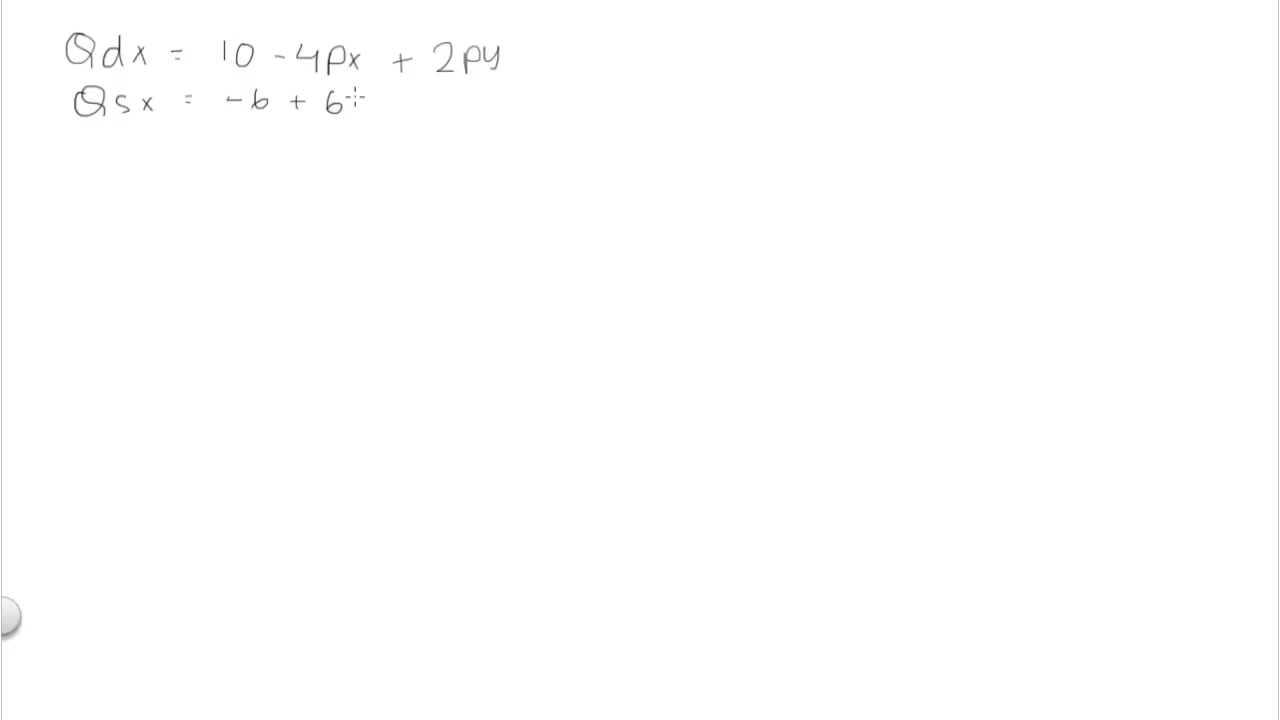 Qdx = 10 - 4px + 2py
Qsx = -6 + 6